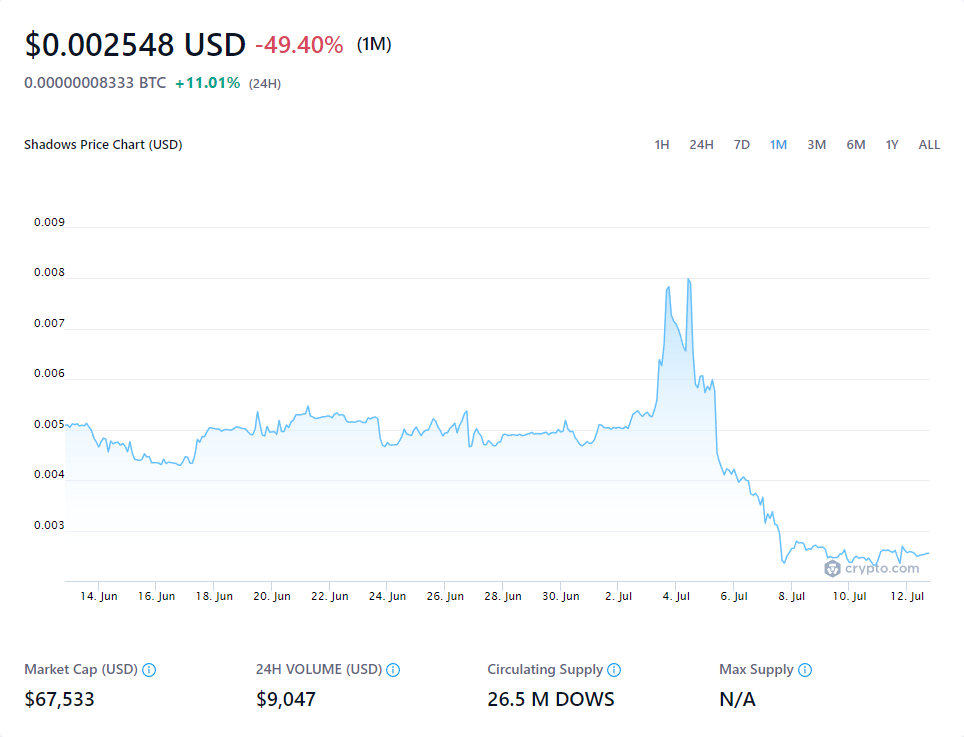 $0.002548 USD -49.40% (1M)
0.00000008333 BTC +11.01% (24H)
Shadows Price Chart (USD) 1H 24H 7D 1M 3M 6M 1Y ALL
0.009
0.008
0.007
0.006
0.005
0.004
0.003
crypto.com
14. Jun 16. Jun 18. Jun 20. Jun 22. Jun 24. Jun 26. Jun 28. Jun 30. Jun 2. Jul 4. Jul 6. Jul 8. Jul 10. Jul 12. Jul
Market Cap (USD) 24H VOLUME (USD) Circulating Supply Max Supply
$67,533 $9,047 26.5 M DOWS N/A